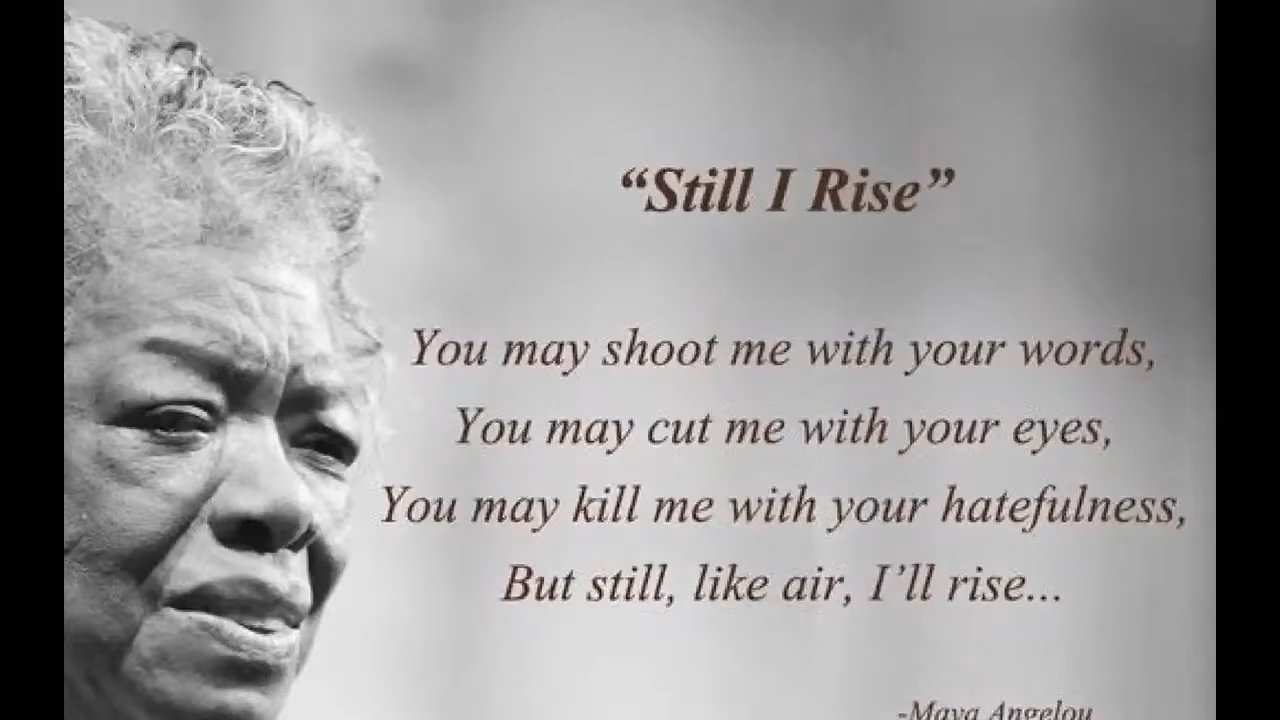 “Still I Rise”
You may shoot me with your words,
You may cut me with your eyes,
You may kill me with your hatefulness,
But still, like air, I’ll rise...
-Maya Angelou